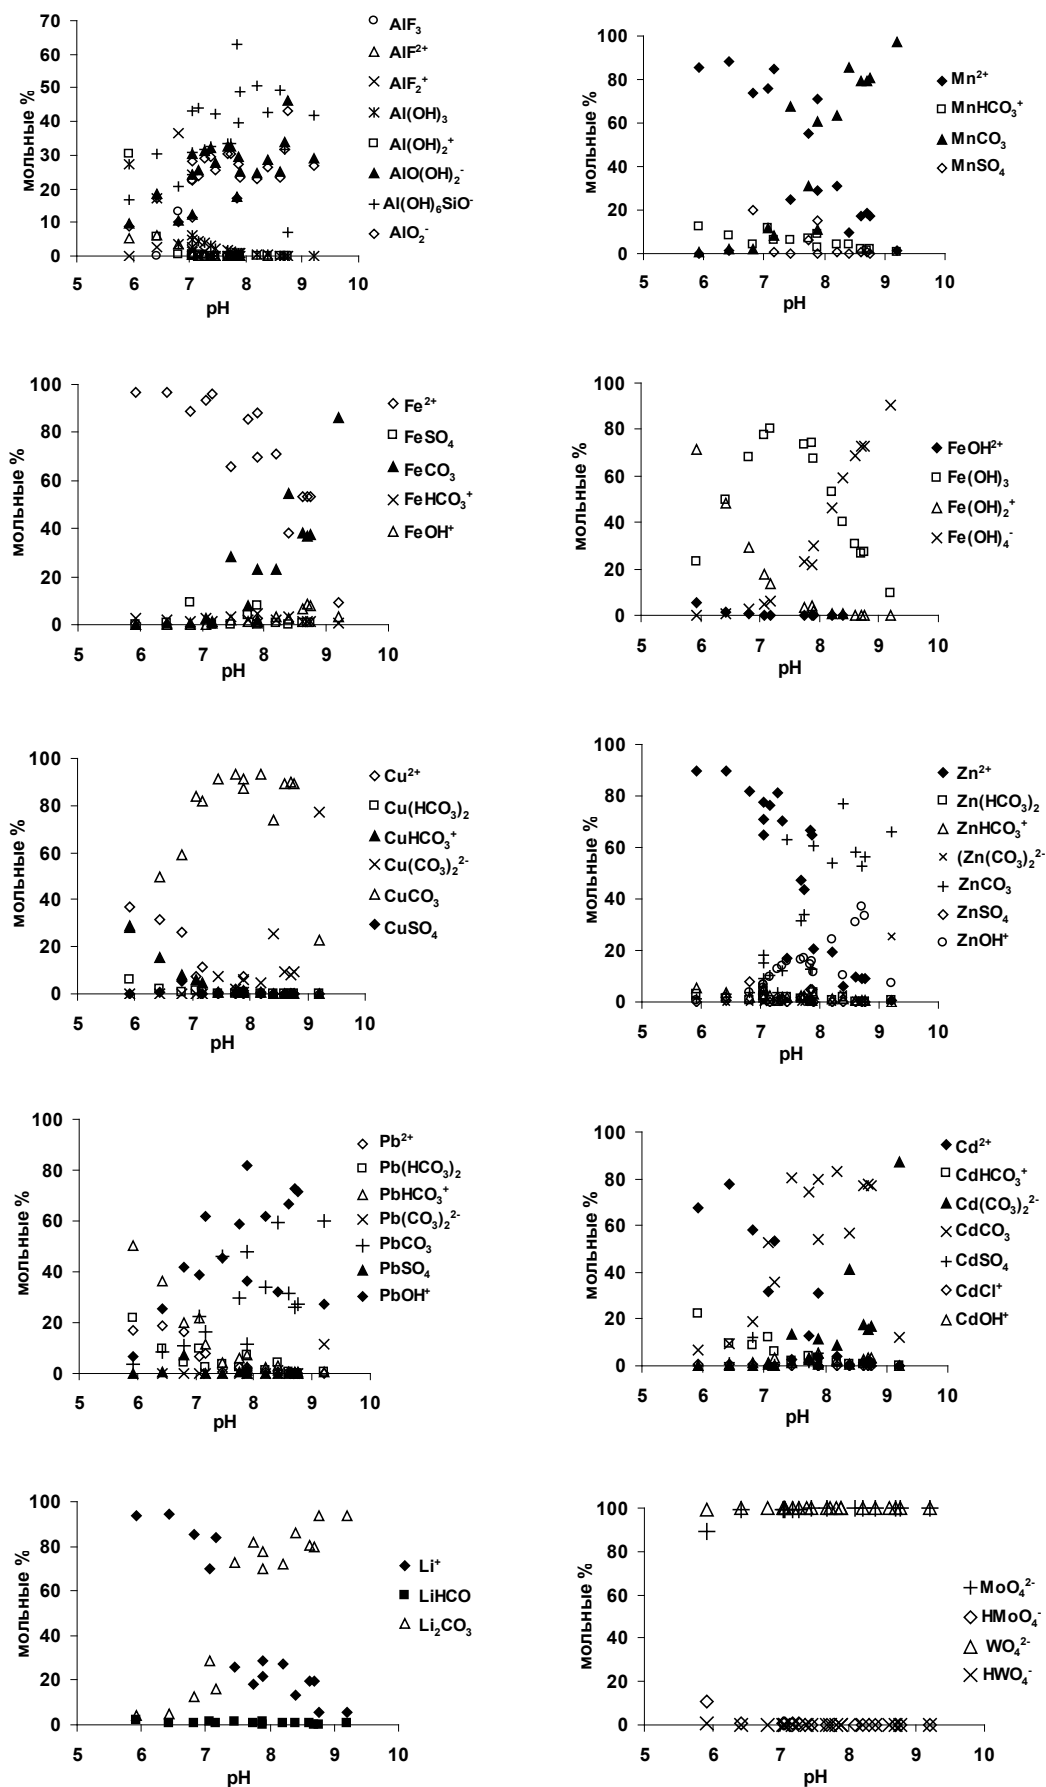 мольные %
70
60
50
40
30
20
10
0
5 6 7 8 9 10
pH
AlF₃
AlF²⁺
AlF₂⁺
Al(OH)₃
Al(OH)₂⁺
AlO(OH)₂⁻
Al(OH)₆SiO⁻
AlO₂⁻
мольные %
100
80
60
40
20
0
5 6 7 8 9 10
pH
Mn²⁺
MnHCO₃⁺
MnCO₃
MnSO₄
мольные %
100
80
60
40
20
0
5 6 7 8 9 10
pH
Fe²⁺
FeSO₄
FeCO₃
FeHCO₃⁺
FeOH⁺
мольные %
100
80
60
40
20
0
5 6 7 8 9 10
pH
FeOH²⁺
Fe(OH)₃
Fe(OH)₂⁺
Fe(OH)₄⁻
мольные %
100
80
60
40
20
0
5 6 7 8 9 10
pH
Cu²⁺
Cu(HCO₃)₂
CuHCO₃⁺
Cu(CO₃)₂²⁻
CuCO₃
CuSO₄
мольные %
100
80
60
40
20
0
5 6 7 8 9 10
pH
Zn²⁺
Zn(HCO₃)₂
ZnHCO₃⁺
(Zn(CO₃)₂²⁻
ZnCO₃
ZnSO₄
ZnOH⁺
мольные %
100
80
60
40
20
0
5 6 7 8 9 10
pH
Pb²⁺
Pb(HCO₃)₂
PbHCO₃⁺
Pb(CO₃)₂²⁻
PbCO₃
PbSO₄
PbOH⁺
мольные %
100
80
60
40
20
0
5 6 7 8 9 10
pH
Cd²⁺
CdHCO₃⁺
Cd(CO₃)₂²⁻
CdCO₃
CdSO₄
CdCl⁺
CdOH⁺
мольные %
100
80
60
40
20
0
5 6 7 8 9 10
pH
Li⁺
LiHCO
Li₂CO₃
мольные %
100
80
60
40
20
0
5 6 7 8 9 10
pH
MoO₄²⁻
HMoO₄⁻
WO₄²⁻
HWO₄⁻